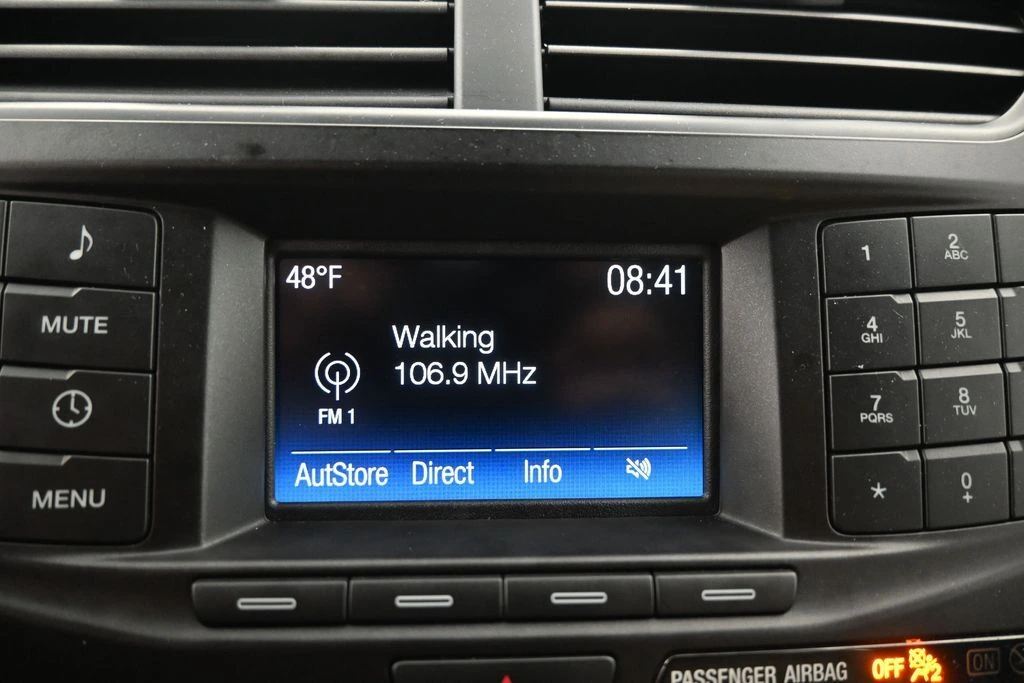 48°F 08:41
Walking
106.9 MHz
FM 1
AutStore Direct Info
MUTE
MENU
1 2 ABC
4 GHI 5 JKL
7 PQRS 8 TUV
* 0 +
PASSENGER AIRBAG OFF 2 ON